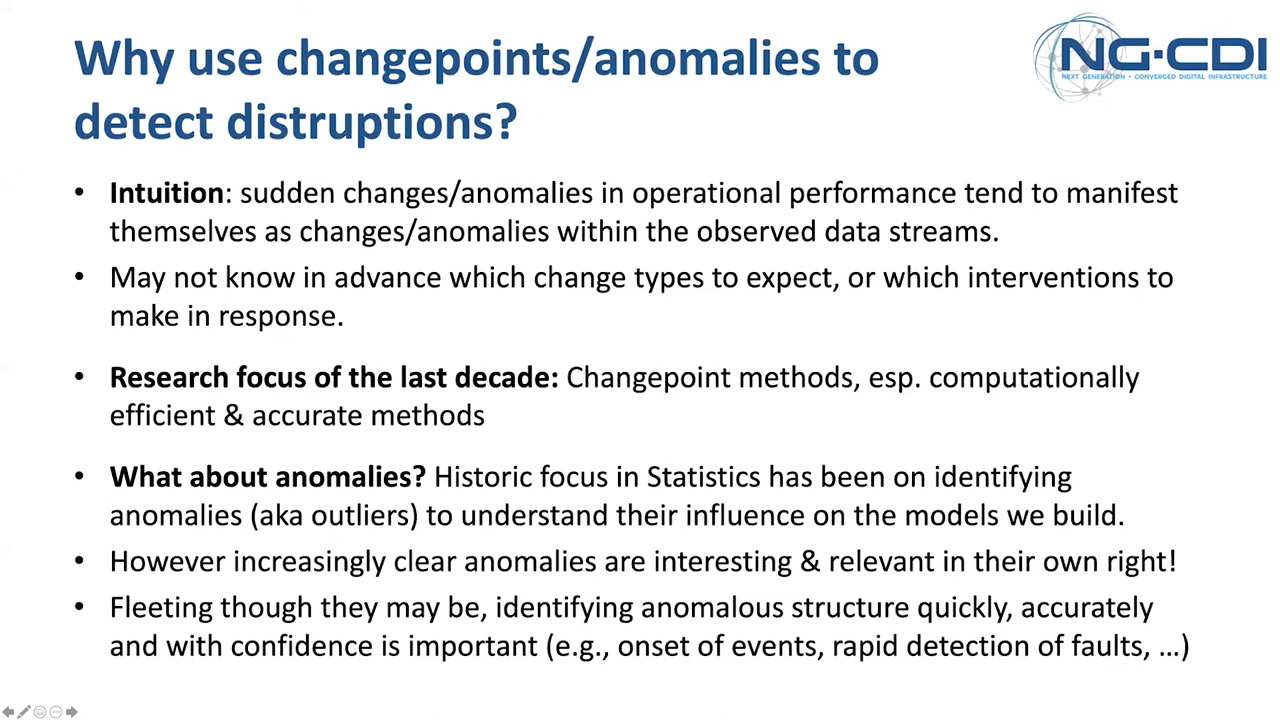 Why use changepoints/anomalies to
detect distruptions?
NG-CDI
NEXT GENERATION • CONVERGED DIGITAL INFRASTRUCTURE
• Intuition: sudden changes/anomalies in operational performance tend to manifest
themselves as changes/anomalies within the observed data streams.
• May not know in advance which change types to expect, or which interventions to
make in response.
• Research focus of the last decade: Changepoint methods, esp. computationally
efficient & accurate methods
• What about anomalies? Historic focus in Statistics has been on identifying
anomalies (aka outliers) to understand their influence on the models we build.
• However increasingly clear anomalies are interesting & relevant in their own right!
• Fleeting though they may be, identifying anomalous structure quickly, accurately
and with confidence is important (e.g., onset of events, rapid detection of faults, …)